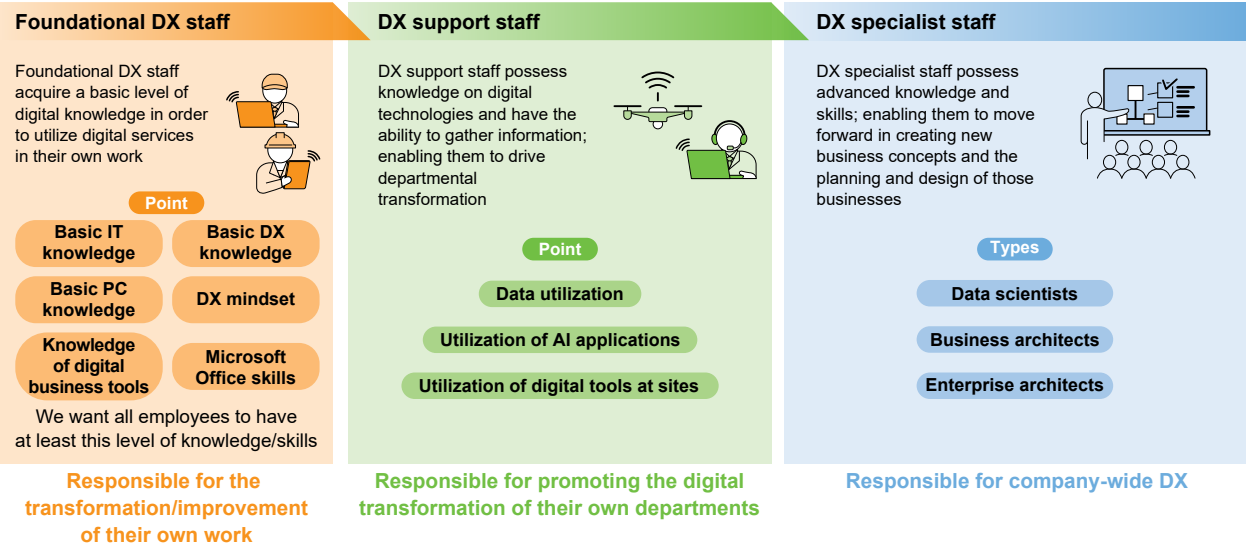 Foundational DX staff
Foundational DX staff
acquire a basic level of
digital knowledge in order
to utilize digital services
in their own work
Point
Basic IT
knowledge
Basic DX
knowledge
Basic PC
knowledge
DX mindset
Knowledge
of digital
business tools
Microsoft
Office skills
We want all employees to have
at least this level of knowledge/skills
Responsible for the
transformation/improvement
of their own work
DX support staff
DX support staff possess
knowledge on digital
technologies and have the
ability to gather information;
enabling them to drive
departmental
transformation
Point
Data utilization
Utilization of AI applications
Utilization of digital tools at sites
Responsible for promoting the digital
transformation of their own departments
DX specialist staff
DX specialist staff possess
advanced knowledge and
skills; enabling them to move
forward in creating new
business concepts and the
planning and design of those
businesses
Types
Data scientists
Business architects
Enterprise architects
Responsible for company-wide DX